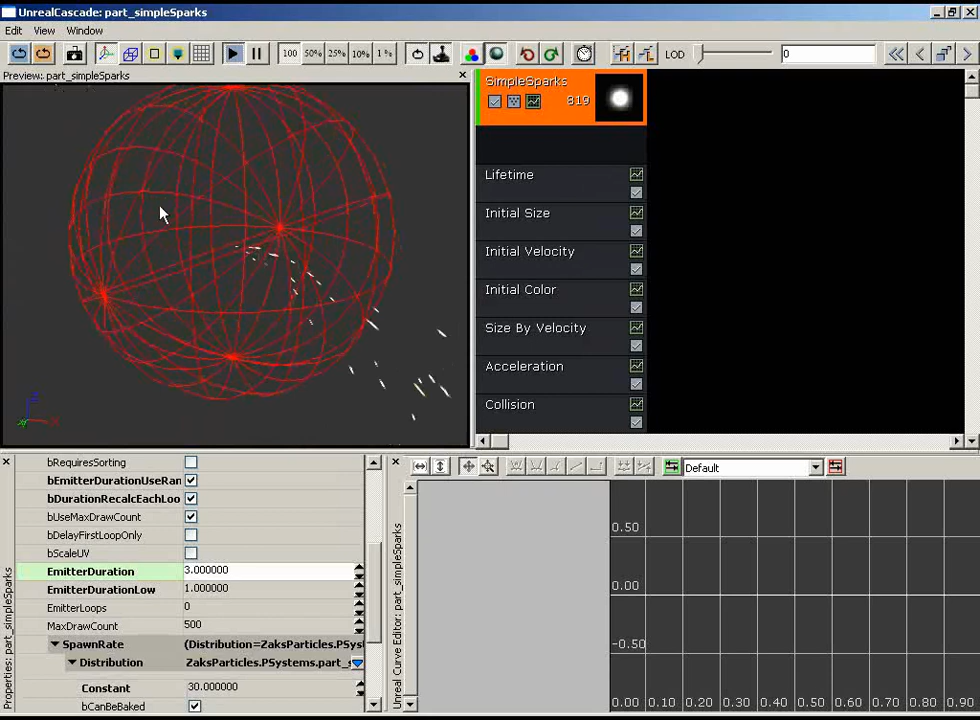 UnrealCascade: part_simpleSparks
Edit View Window
100 50% 25% 10% 1% LOD 0
Preview: part_simpleSparks
SimpleSparks
819
Lifetime
Initial Size
Initial Velocity
Initial Color
Size By Velocity
Acceleration
Collision
Properties: part_simpleSparks
bRequiresSorting
bEmitterDurationUseRan
bDurationRecalcEachLoo
bUseMaxDrawCount
bDelayFirstLoopOnly
bScaleUV
EmitterDuration 3.000000
EmitterDurationLow 1.000000
EmitterLoops 0
MaxDrawCount 500
SpawnRate (Distribution=ZaksParticles.PSys
Distribution ZaksParticles.PSystems.part_s
Constant 30.000000
bCanBeBaked
Unreal Curve Editor: part_simpleSparks
Default
0.50
0.00
-0.50
0.00 0.10 0.20 0.30 0.40 0.50 0.60 0.70 0.80 0.90